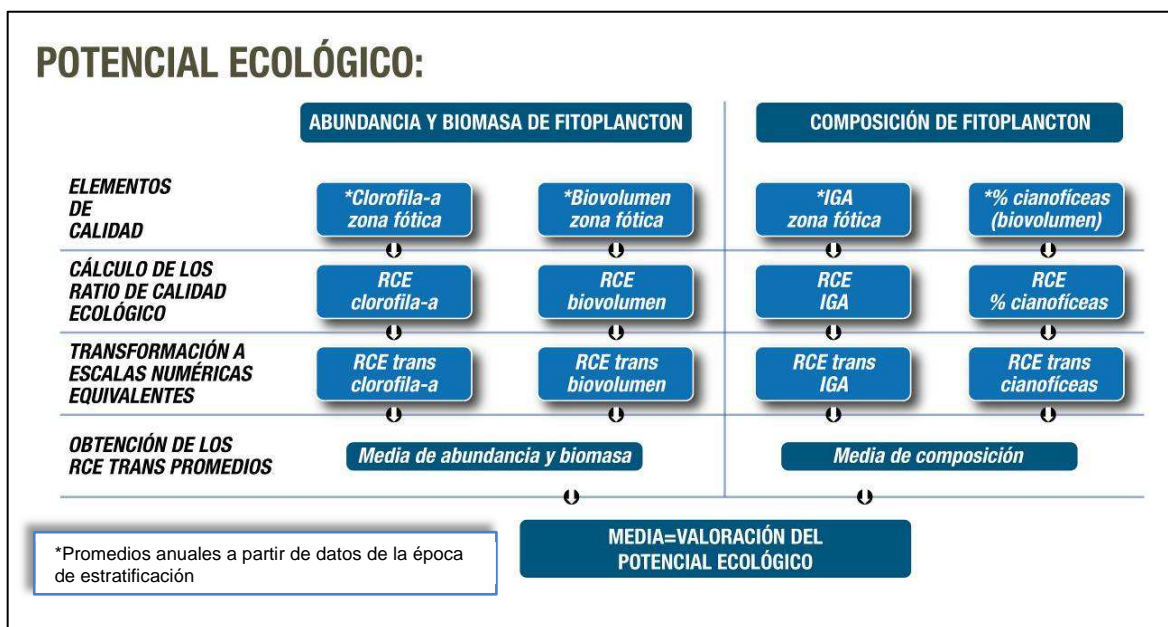 POTENCIAL ECOLÓGICO:
ABUNDANCIA Y BIOMASA DE FITOPLANCTON
COMPOSICIÓN DE FITOPLANCTON
ELEMENTOS
DE
CALIDAD
*Clorofila-a
zona fótica
*Biovolumen
zona fótica
*IGA
zona fótica
*% cianofíceas
(biovolumen)
CÁLCULO DE LOS
RATIO DE CALIDAD
ECOLÓGICO
RCE
clorofila-a
RCE
biovolumen
RCE
IGA
RCE
% cianofíceas
TRANSFORMACIÓN A
ESCALAS NUMÉRICAS
EQUIVALENTES
RCE trans
clorofila-a
RCE trans
biovolumen
RCE trans
IGA
RCE trans
cianofíceas
OBTENCIÓN DE LOS
RCE TRANS PROMEDIOS
Media de abundancia y biomasa
Media de composición
MEDIA=VALORACIÓN DEL
POTENCIAL ECOLÓGICO
*Promedios anuales a partir de datos de la época
de estratificación